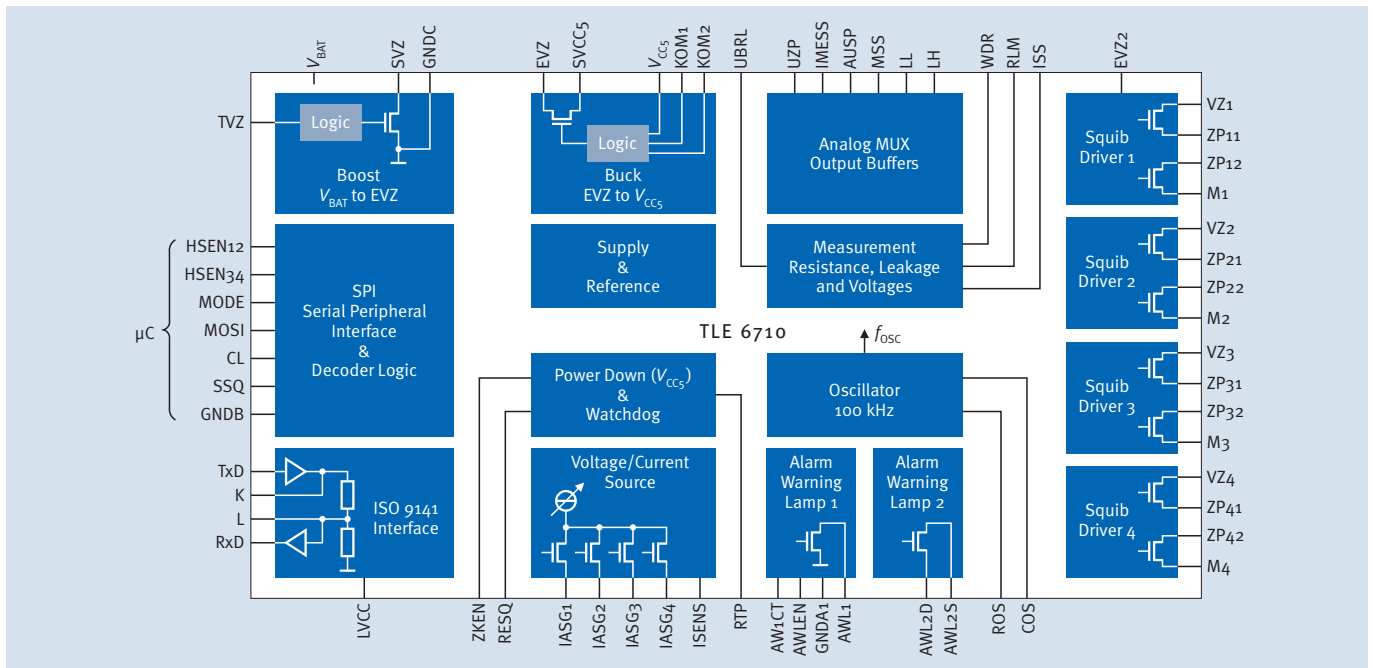 VBAT
SVZ
GNDC
EVZ
SVCC5
VCC5
KOM1
KOM2
UBRL
UZP
IMESS
AUSP
MSS
LL
LH
WDR
RLM
ISS
EVZ2
TVZ
Logic
Boost
VBAT to EVZ
Logic
Buck
EVZ to VCC5
Analog MUX
Output Buffers
Squib
Driver 1
VZ1
ZP11
ZP12
M1
µC
HSEN12
HSEN34
MODE
MOSI
CL
SSQ
GNDB
SPI
Serial Peripheral
Interface
&
Decoder Logic
Supply
&
Reference
Measurement
Resistance, Leakage
and Voltages
Squib
Driver 2
VZ2
ZP21
ZP22
M2
TLE 6710
fOSC
Power Down (VCC5)
&
Watchdog
Oscillator
100 kHz
Squib
Driver 3
VZ3
ZP31
ZP32
M3
TxD
K
L
RxD
ISO 9141
Interface
Voltage/Current
Source
Alarm
Warning
Lamp 1
Alarm
Warning
Lamp 2
Squib
Driver 4
VZ4
ZP41
ZP42
M4
LVCC
ZKEN
RESQ
IASG1
IASG2
IASG3
IASG4
ISENS
RTP
AW1CT
AWLEN
GNDA1
AWL1
AWL2D
AWL2S
ROS
COS